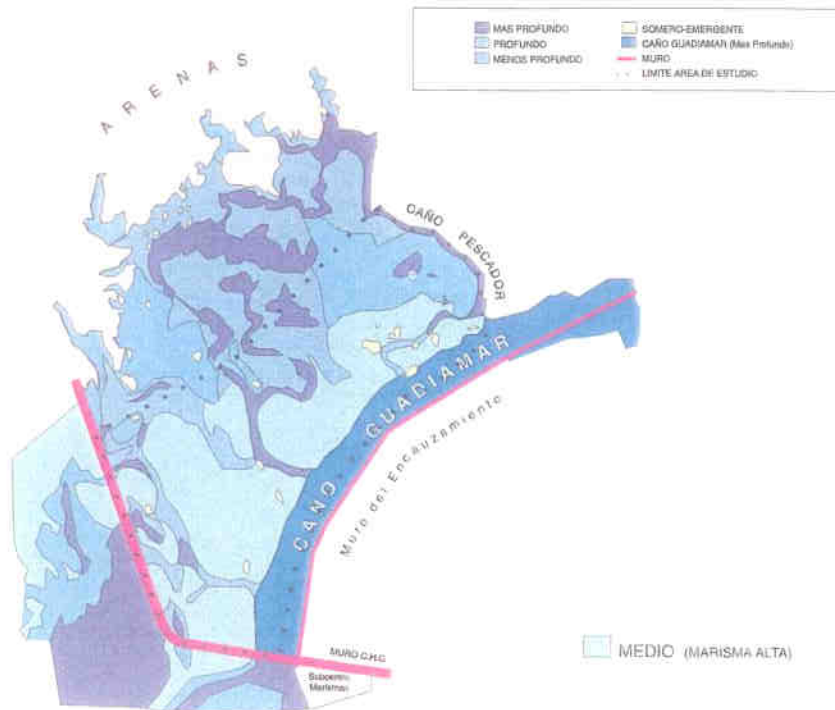 MAS PROFUNDO
PROFUNDO
MENOS PROFUNDO
SOMERO-EMERGENTE
CAÑO GUADIAMAR (Mas Profundo)
MURO
LIMITE AREA DE ESTUDIO
ARENAS
CAÑO PESCADOR
CAÑO GUADIAMAR
Muro del Encauzamiento
MURO C.H.G.
Marismas
MEDIO (MARISMA ALTA)